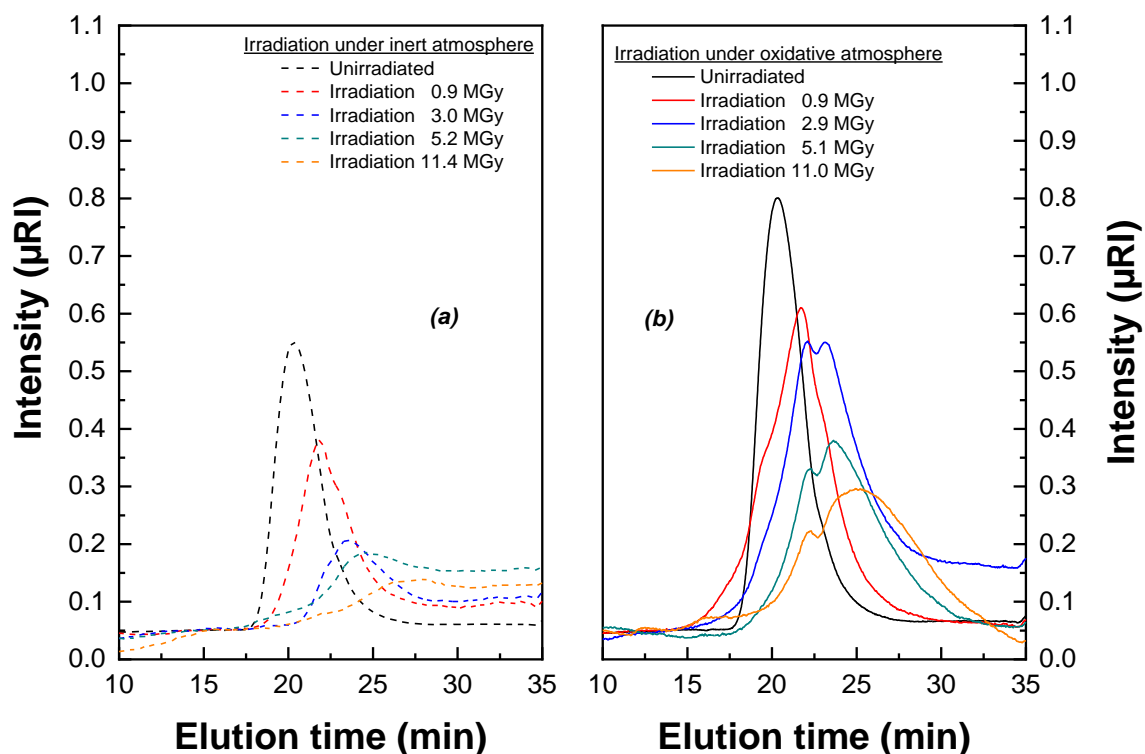 Intensity (µRI)
1.1
1.0
0.9
0.8
0.7
0.6
0.5
0.4
0.3
0.2
0.1
0.0
Irradiation under inert atmosphere
Unirradiated
Irradiation 0.9 MGy
Irradiation 3.0 MGy
Irradiation 5.2 MGy
Irradiation 11.4 MGy
(a)
10 15 20 25 30 35
Elution time (min)
Irradiation under oxidative atmosphere
Unirradiated
Irradiation 0.9 MGy
Irradiation 2.9 MGy
Irradiation 5.1 MGy
Irradiation 11.0 MGy
(b)
10 15 20 25 30 35
Elution time (min)
1.1
1.0
0.9
0.8
0.7
0.6
0.5
0.4
0.3
0.2
0.1
0.0
Intensity (µRI)